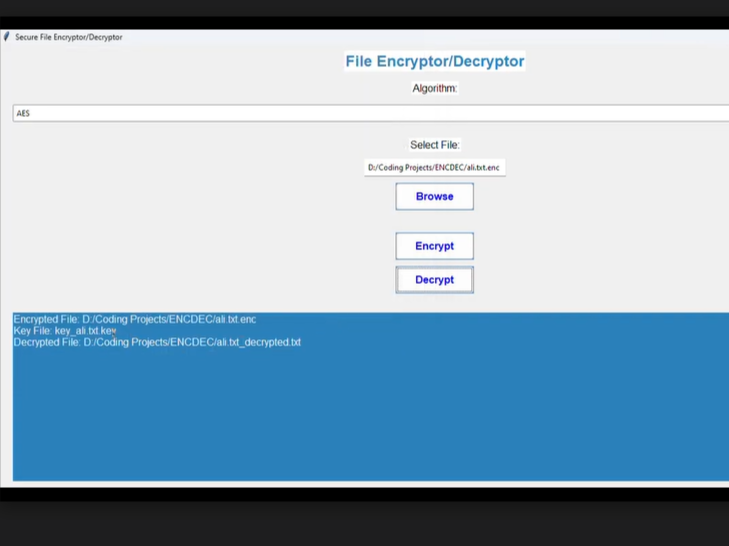 Secure File Encryptor/Decryptor
File Encryptor/Decryptor
Algorithm:
AES
Select File:
D:/Coding Projects/ENCDEC/ali.txt.enc
Browse
Encrypt
Decrypt
Encrypted File: D:/Coding Projects/ENCDEC/ali.txt.enc
Key File: key_ali.txt.key
Decrypted File: D:/Coding Projects/ENCDEC/ali.txt_decrypted.txt